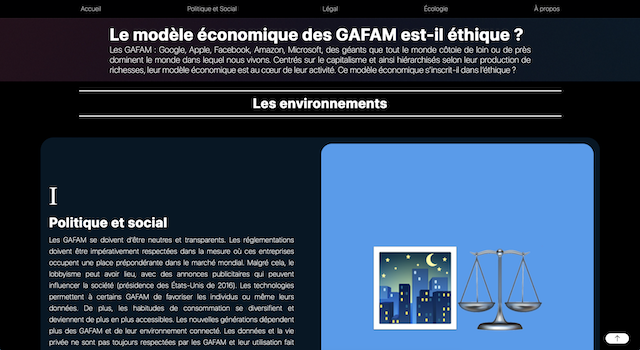 Accueil Politique et Social Légal Écologie À propos
Le modèle économique des GAFAM est-il éthique ?
Les GAFAM : Google, Apple, Facebook, Amazon, Microsoft, des géants que tout le monde côtoie de loin ou de près
dominent le monde dans lequel nous vivons. Centrés sur le capitalisme et ainsi hiérarchisés selon leur production de
richesses, leur modèle économique est au cœur de leur activité. Ce modèle économique s'inscrit-il dans l'éthique ?
Les environnements
I
Politique et social
Les GAFAM se doivent d'être neutres et transparents. Les réglementations
doivent être impérativement respectées dans la mesure où ces entreprises
occupent une place prépondérante dans le marché mondial. Malgré cela, le
lobbyisme peut avoir lieu, avec des annonces publicitaires qui peuvent
influencer la société (présidence des États-Unis de 2016). Les technologies
permettent à certains GAFAM de favoriser les individus ou même leurs
données. De plus, les habitudes de consommation se diversifient et
deviennent de plus en plus accessibles. Les nouvelles générations dépendent
plus des GAFAM et de leur environnement connecté. Les données et la vie
privée ne sont pas toujours respectées par les GAFAM et leur utilisation fait